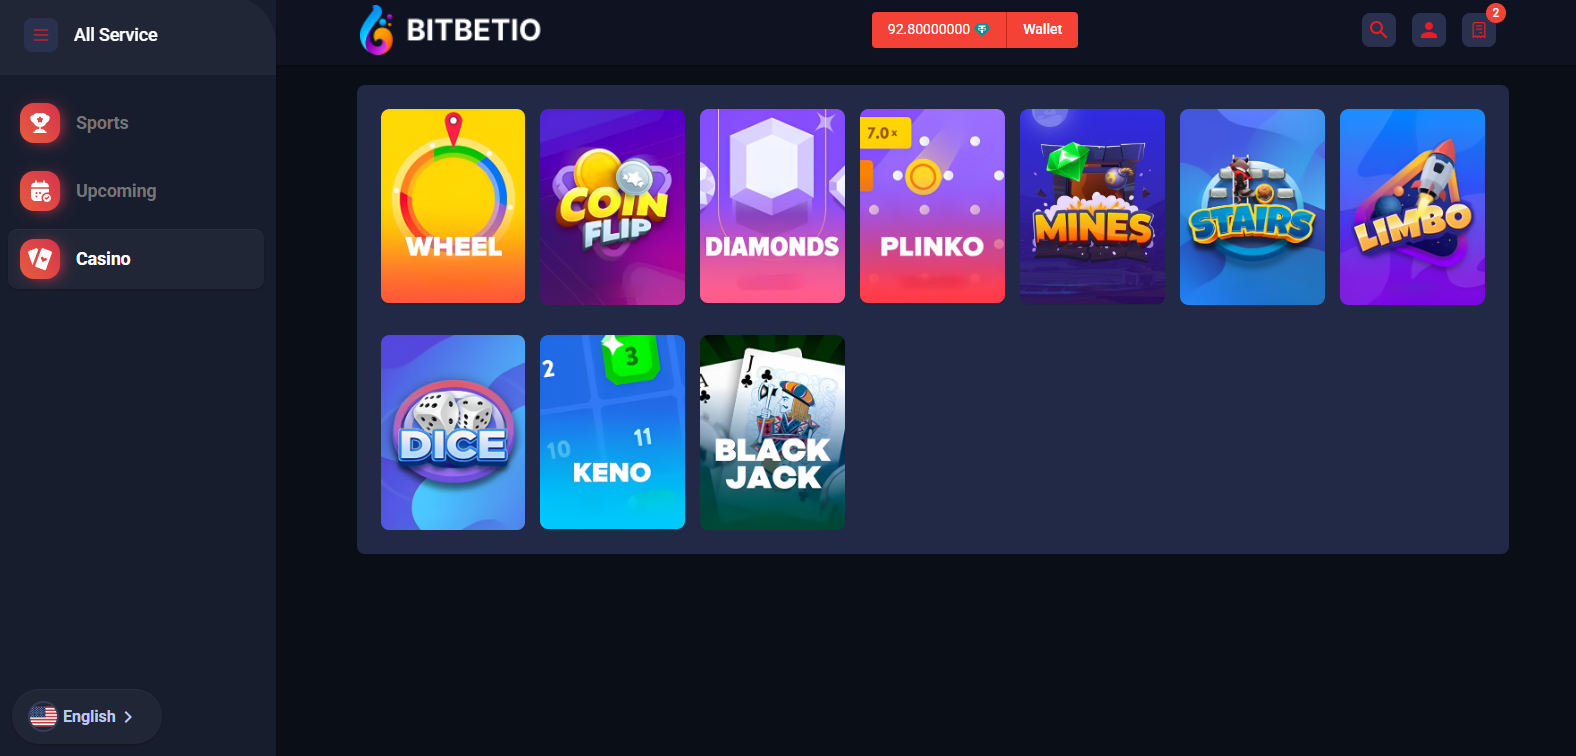 All Service
BITBETIO
92.80000000
Wallet
2
Sports
Upcoming
Casino
WHEEL
COIN
FLIP
DIAMONDS
7.0×
PLINKO
MINES
STAIRS
LIMBO
DICE
2
3
10
11
KENO
A
J
BLACK
JACK
English